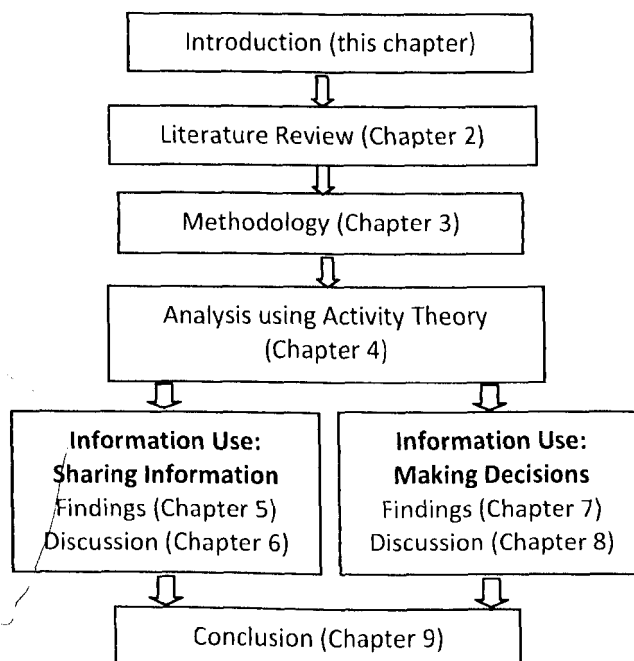 Introduction (this chapter)
Literature Review (Chapter 2)
Methodology (Chapter 3)
Analysis using Activity Theory
(Chapter 4)
Information Use:
Sharing Information
Findings (Chapter 5)
Discussion (Chapter 6)
Information Use:
Making Decisions
Findings (Chapter 7)
Discussion (Chapter 8)
Conclusion (Chapter 9)